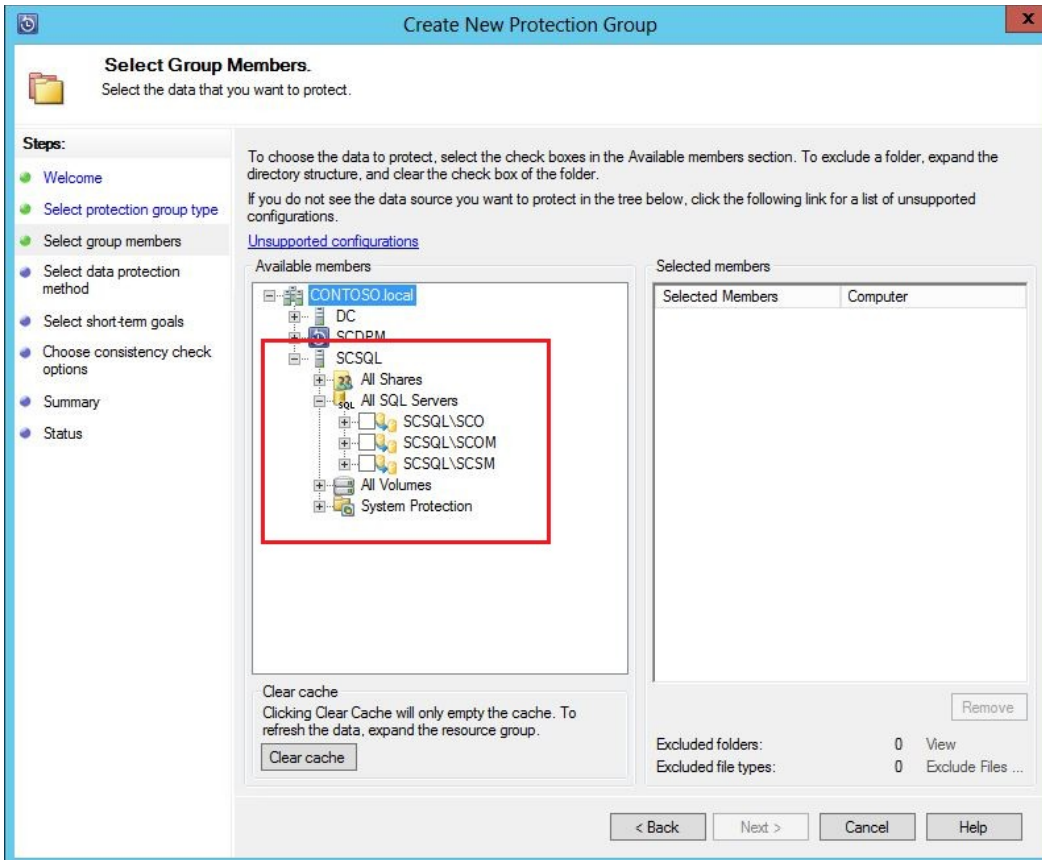 Create New Protection Group
x
Select Group Members.
Select the data that you want to protect.
Steps:
Welcome
Select protection group type
Select group members
Select data protection
method
Select short-term goals
Choose consistency check
options
Summary
Status
To choose the data to protect, select the check boxes in the Available members section. To exclude a folder, expand the
directory structure, and clear the check box of the folder.
If you do not see the data source you want to protect in the tree below, click the following link for a list of unsupported
configurations.
Unsupported configurations
Available members
CONTOSO.local
DC
SCDPM
SCSQL
All Shares
SQL All SQL Servers
SCSQL\SCO
SCSQL\SCOM
SCSQL\SCSM
All Volumes
System Protection
Clear cache
Clicking Clear Cache will only empty the cache. To
refresh the data, expand the resource group.
Clear cache
Selected members
Selected Members Computer
Remove
Excluded folders: 0 View
Excluded file types: 0 Exclude Files ...
< Back Next > Cancel Help